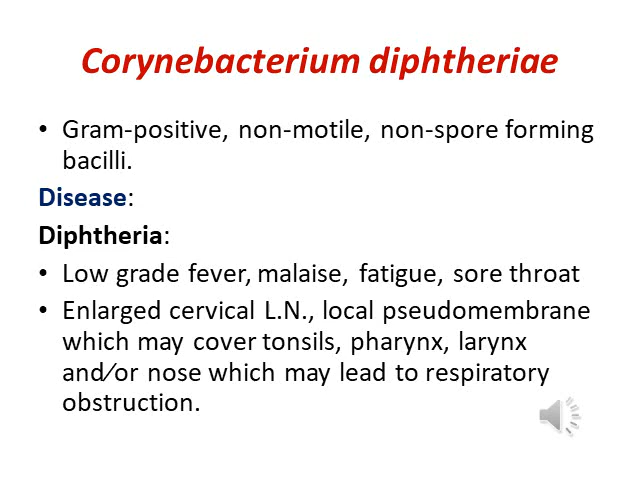 Corynebacterium diphtheriae
• Gram-positive, non-motile, non-spore forming
bacilli.
Disease:
Diphtheria:
• Low grade fever, malaise, fatigue, sore throat
• Enlarged cervical L.N., local pseudomembrane
which may cover tonsils, pharynx, larynx
and/or nose which may lead to respiratory
obstruction.